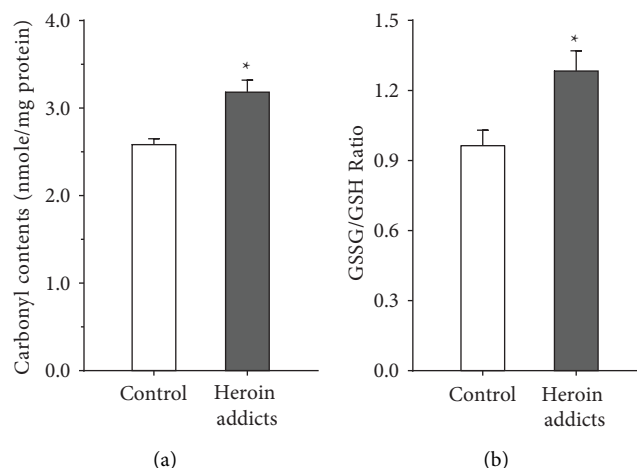 Carbonyl contents (nmole/mg protein)
4.0
3.0
2.0
1.0
0.0
*
Control
Heroin
addicts
(a)
GSSG/GSH Ratio
1.5
1.2
0.9
0.6
0.3
0.0
*
Control
Heroin
addicts
(b)